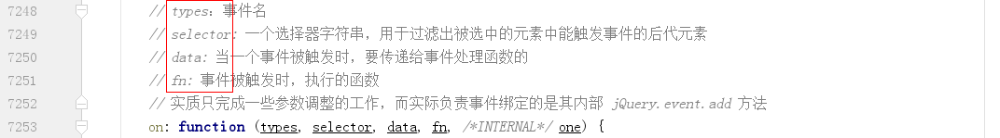 7248 // types：事件名
7249 // selector: 一个选择器字符串，用于过滤出被选中的元素中能触发事件的后代元素
7250 // data: 当一个事件被触发时，要传递给事件处理函数的
7251 // fn: 事件被触发时，执行的函数
7252 // 实质只完成一些参数调整的工作，而实际负责事件绑定的是其内部 jQuery.event.add 方法
7253 on: function (types, selector, data, fn, /*INTERNAL*/ one) {